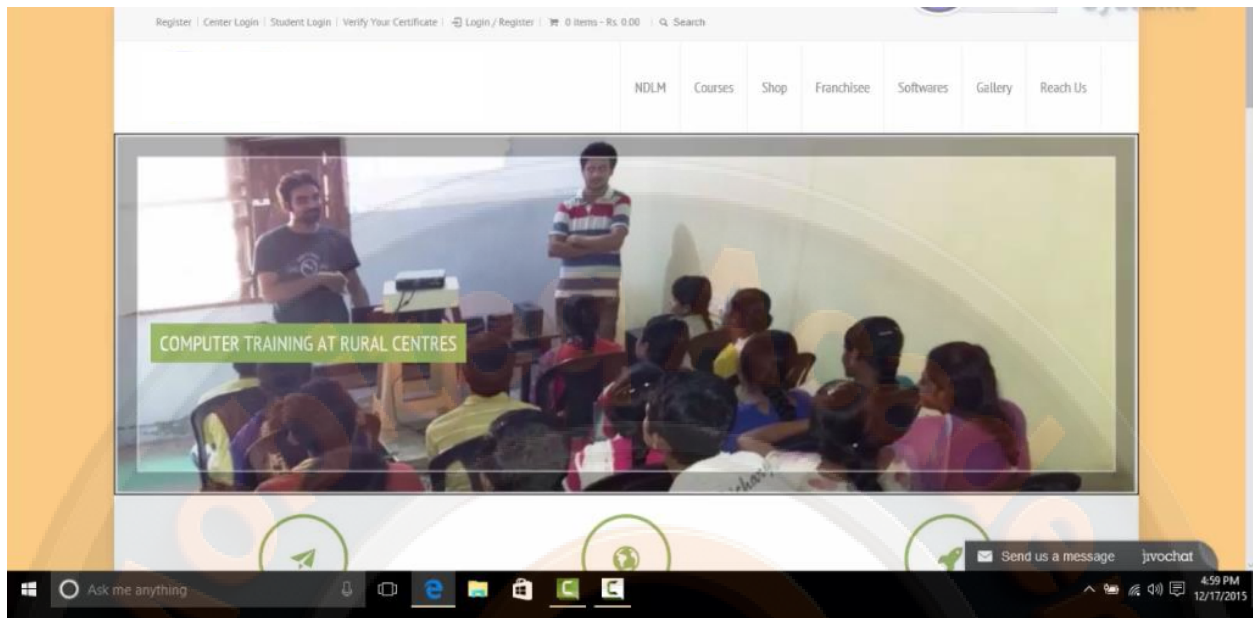 Register | Center Login | Student Login | Verify Your Certificate | Login / Register | 0 items - Rs. 0.00 | Search
NDLM Courses Shop Franchisee Softwares Gallery Reach Us
COMPUTER TRAINING AT RURAL CENTRES
Send us a message jivochat
Ask me anything
4:59 PM
12/17/2015